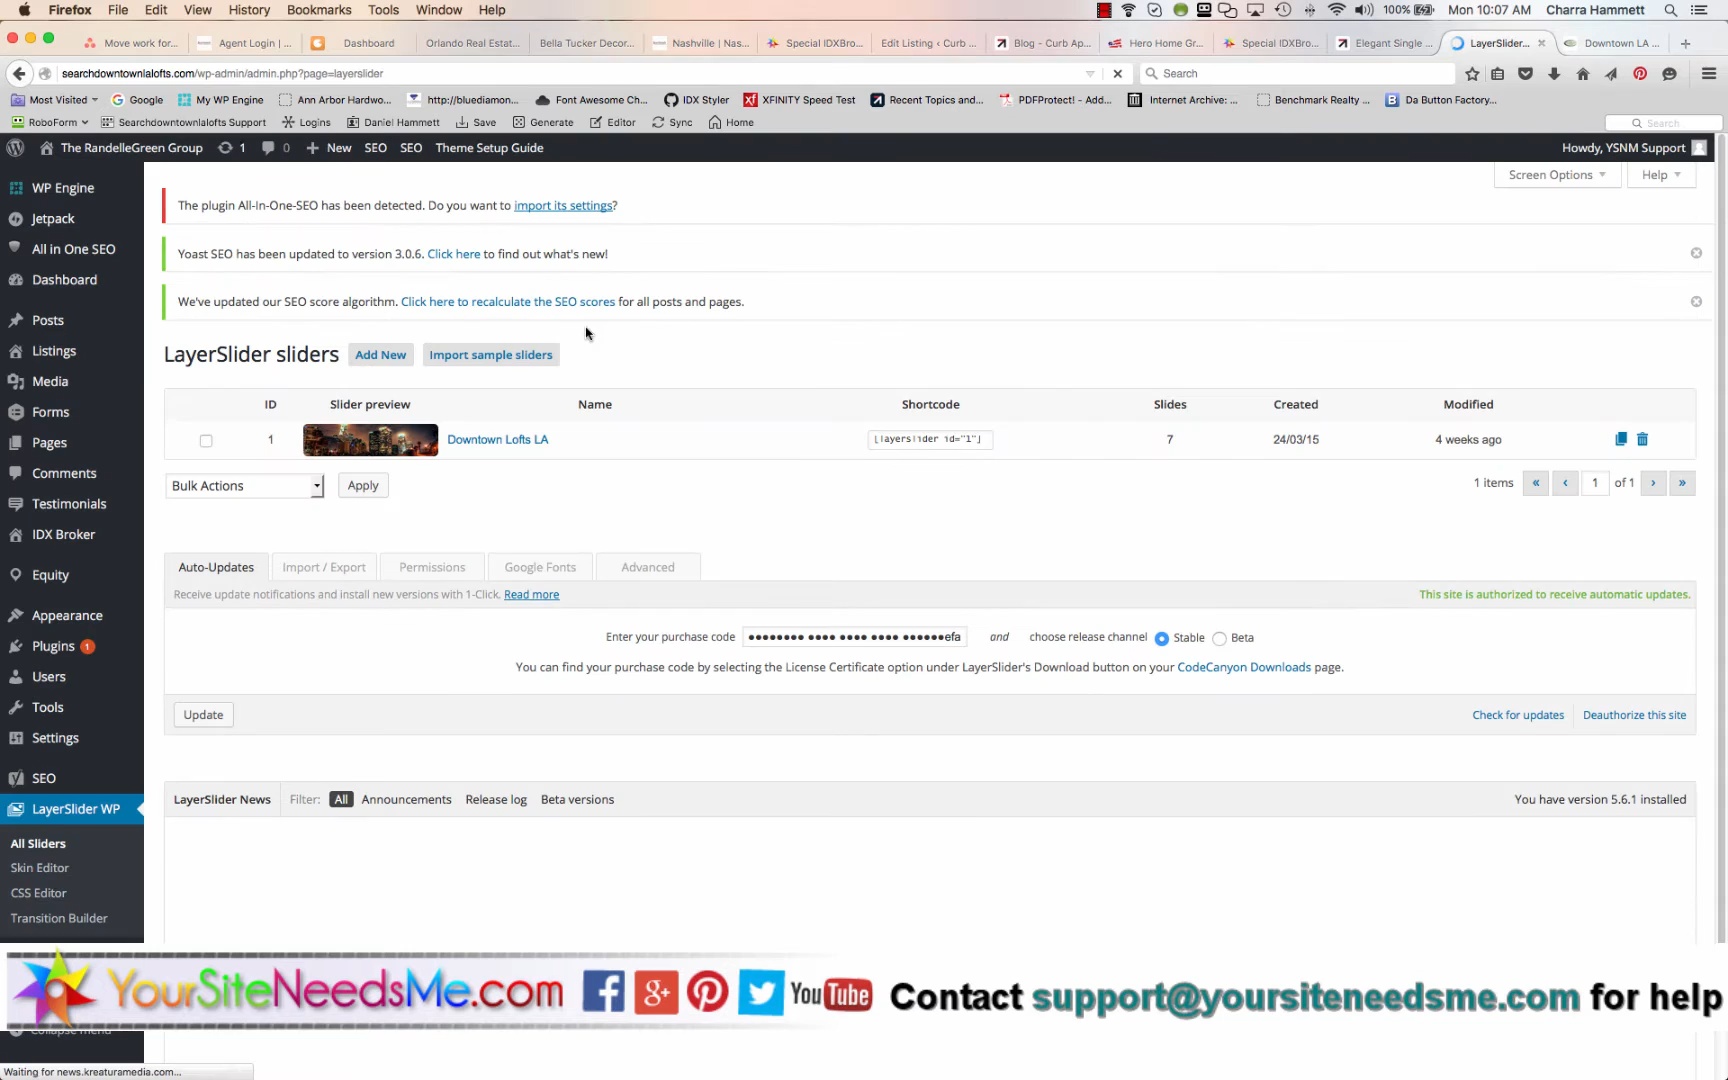 Firefox File Edit View History Bookmarks Tools Window Help 100% Mon 10:07 AM Charra Hammett
Move work for... Agent Login | ... Dashboard Orlando Real Estat... Bella Tucker Decor... Nashville | Nas... Special IDXBro... Edit Listing ‹ Curb ... Blog - Curb Ap... Hero Home Gr... Special IDXBro... Elegant Single ... LayerSlider... Downtown LA ...
searchdowntownlalofts.com/wp-admin/admin.php?page=layerslider Search
Most Visited Google My WP Engine Ann Arbor Hardwo... http://bluediamon... Font Awesome Ch... IDX Styler XFINITY Speed Test Recent Topics and... PDFProtect! - Add... Internet Archive: ... Benchmark Realty ... Da Button Factory...
RoboForm Searchdowntownlalofts Support Logins Daniel Hammett Save Generate Editor Sync Home Search
The RandelleGreen Group 1 0 New SEO SEO Theme Setup Guide Howdy, YSNM Support
Screen Options Help
WP Engine
Jetpack
All in One SEO
Dashboard
Posts
Listings
Media
Forms
Pages
Comments
Testimonials
IDX Broker
Equity
Appearance
Plugins 1
Users
Tools
Settings
SEO
LayerSlider WP
All Sliders
Skin Editor
CSS Editor
Transition Builder
Collapse menu
The plugin All-In-One-SEO has been detected. Do you want to import its settings?
Yoast SEO has been updated to version 3.0.6. Click here to find out what's new!
We've updated our SEO score algorithm. Click here to recalculate the SEO scores for all posts and pages.
LayerSlider sliders Add New Import sample sliders
ID Slider preview Name Shortcode Slides Created Modified
1 Downtown Lofts LA [layerslider id="1"] 7 24/03/15 4 weeks ago
Bulk Actions Apply 1 items « ‹ 1 of 1 › »
Auto-Updates Import / Export Permissions Google Fonts Advanced
Receive update notifications and install new versions with 1-Click. Read more This site is authorized to receive automatic updates.
Enter your purchase code •••••••• •••• •••• •••• ••••••efa and choose release channel Stable Beta
You can find your purchase code by selecting the License Certificate option under LayerSlider's Download button on your CodeCanyon Downloads page.
Update Check for updates Deauthorize this site
LayerSlider News Filter: All Announcements Release log Beta versions You have version 5.6.1 installed
YourSiteNeedsMe.com f g+ You Tube Contact support@yoursiteneedsme.com for help
Waiting for news.kreaturamedia.com...